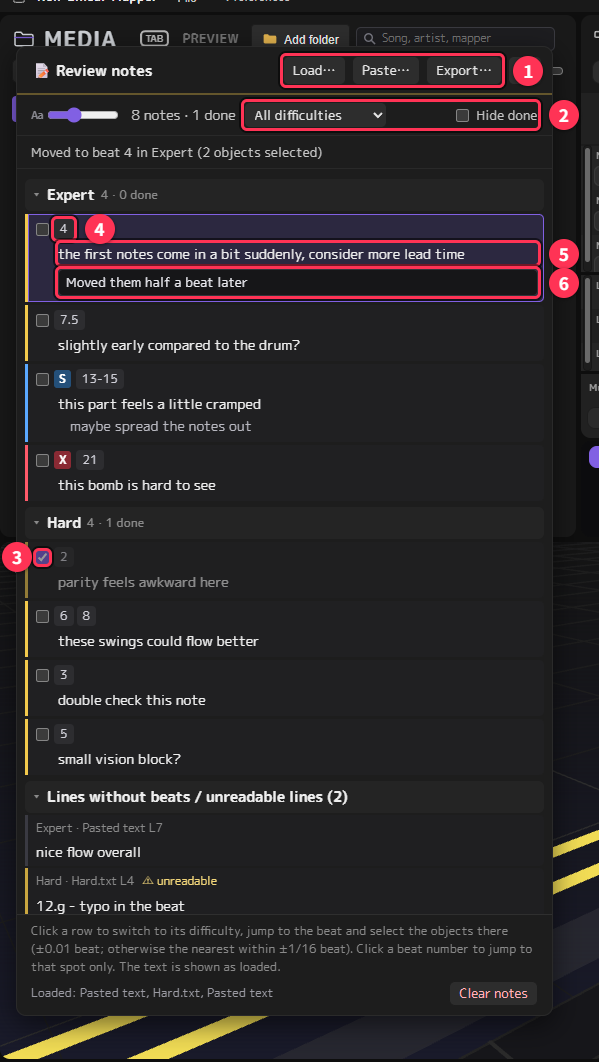 MEDIA TAB PREVIEW Add folder Song, artist, mapper
Review notes Load··· Paste··· Export··· 1
Aa 8 notes · 1 done All difficulties Hide done 2
Moved to beat 4 in Expert (2 objects selected)
Expert 4 · 0 done
4 4
the first notes come in a bit suddenly, consider more lead time 5
Moved them half a beat later 6
7.5
slightly early compared to the drum?
S 13-15
this part feels a little cramped
maybe spread the notes out
X 21
this bomb is hard to see
Hard 4 · 1 done
3 2
parity feels awkward here
6 8
these swings could flow better
3
double check this note
5
small vision block?
Lines without beats / unreadable lines (2)
Expert · Pasted text L7
nice flow overall
Hard · Hard.txt L4 ⚠ unreadable
12.g - typo in the beat
Click a row to switch to its difficulty, jump to the beat and select the objects there
(±0.01 beat; otherwise the nearest within ±1/16 beat). Click a beat number to jump to
that spot only. The text is shown as loaded.
Loaded: Pasted text, Hard.txt, Pasted text Clear notes